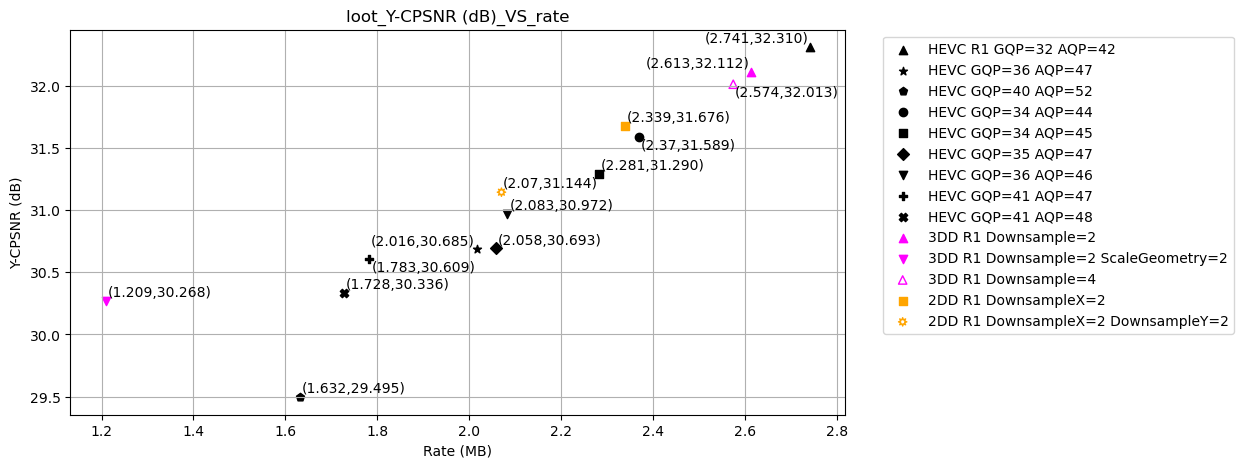 loot_Y-CPSNR (dB)_VS_rate
(2.741,32.310)
(2.613,32.112)
(2.574,32.013)
(2.339,31.676)
(2.37,31.589)
(2.281,31.290)
(2.07,31.144)
(2.083,30.972)
(2.016,30.685)
(2.058,30.693)
(1.783,30.609)
(1.728,30.336)
(1.209,30.268)
(1.632,29.495)
32.0
31.5
31.0
30.5
30.0
29.5
Y-CPSNR (dB)
1.2 1.4 1.6 1.8 2.0 2.2 2.4 2.6 2.8
Rate (MB)
HEVC R1 GQP=32 AQP=42
HEVC GQP=36 AQP=47
HEVC GQP=40 AQP=52
HEVC GQP=34 AQP=44
HEVC GQP=34 AQP=45
HEVC GQP=35 AQP=47
HEVC GQP=36 AQP=46
HEVC GQP=41 AQP=47
HEVC GQP=41 AQP=48
3DD R1 Downsample=2
3DD R1 Downsample=2 ScaleGeometry=2
3DD R1 Downsample=4
2DD R1 DownsampleX=2
2DD R1 DownsampleX=2 DownsampleY=2